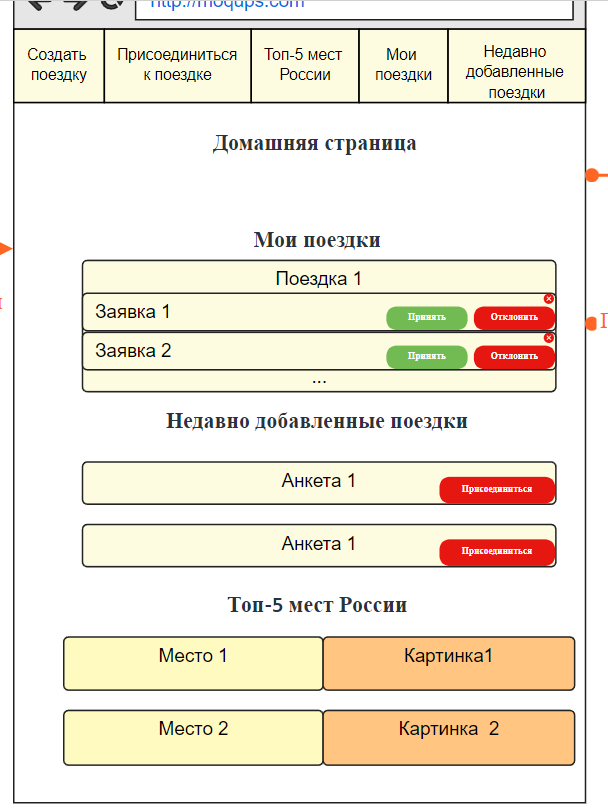 http://moqups.com
Создать
поездку
Присоединиться
к поездке
Топ-5 мест
России
Мои
поездки
Недавно
добавленные
поездки
Домашняя страница
Мои поездки
Поездка 1
Заявка 1
Принять
Отклонить
Заявка 2
Принять
Отклонить
...
Недавно добавленные поездки
Анкета 1
Присоединиться
Анкета 1
Присоединиться
Топ-5 мест России
Место 1
Картинка1
Место 2
Картинка 2